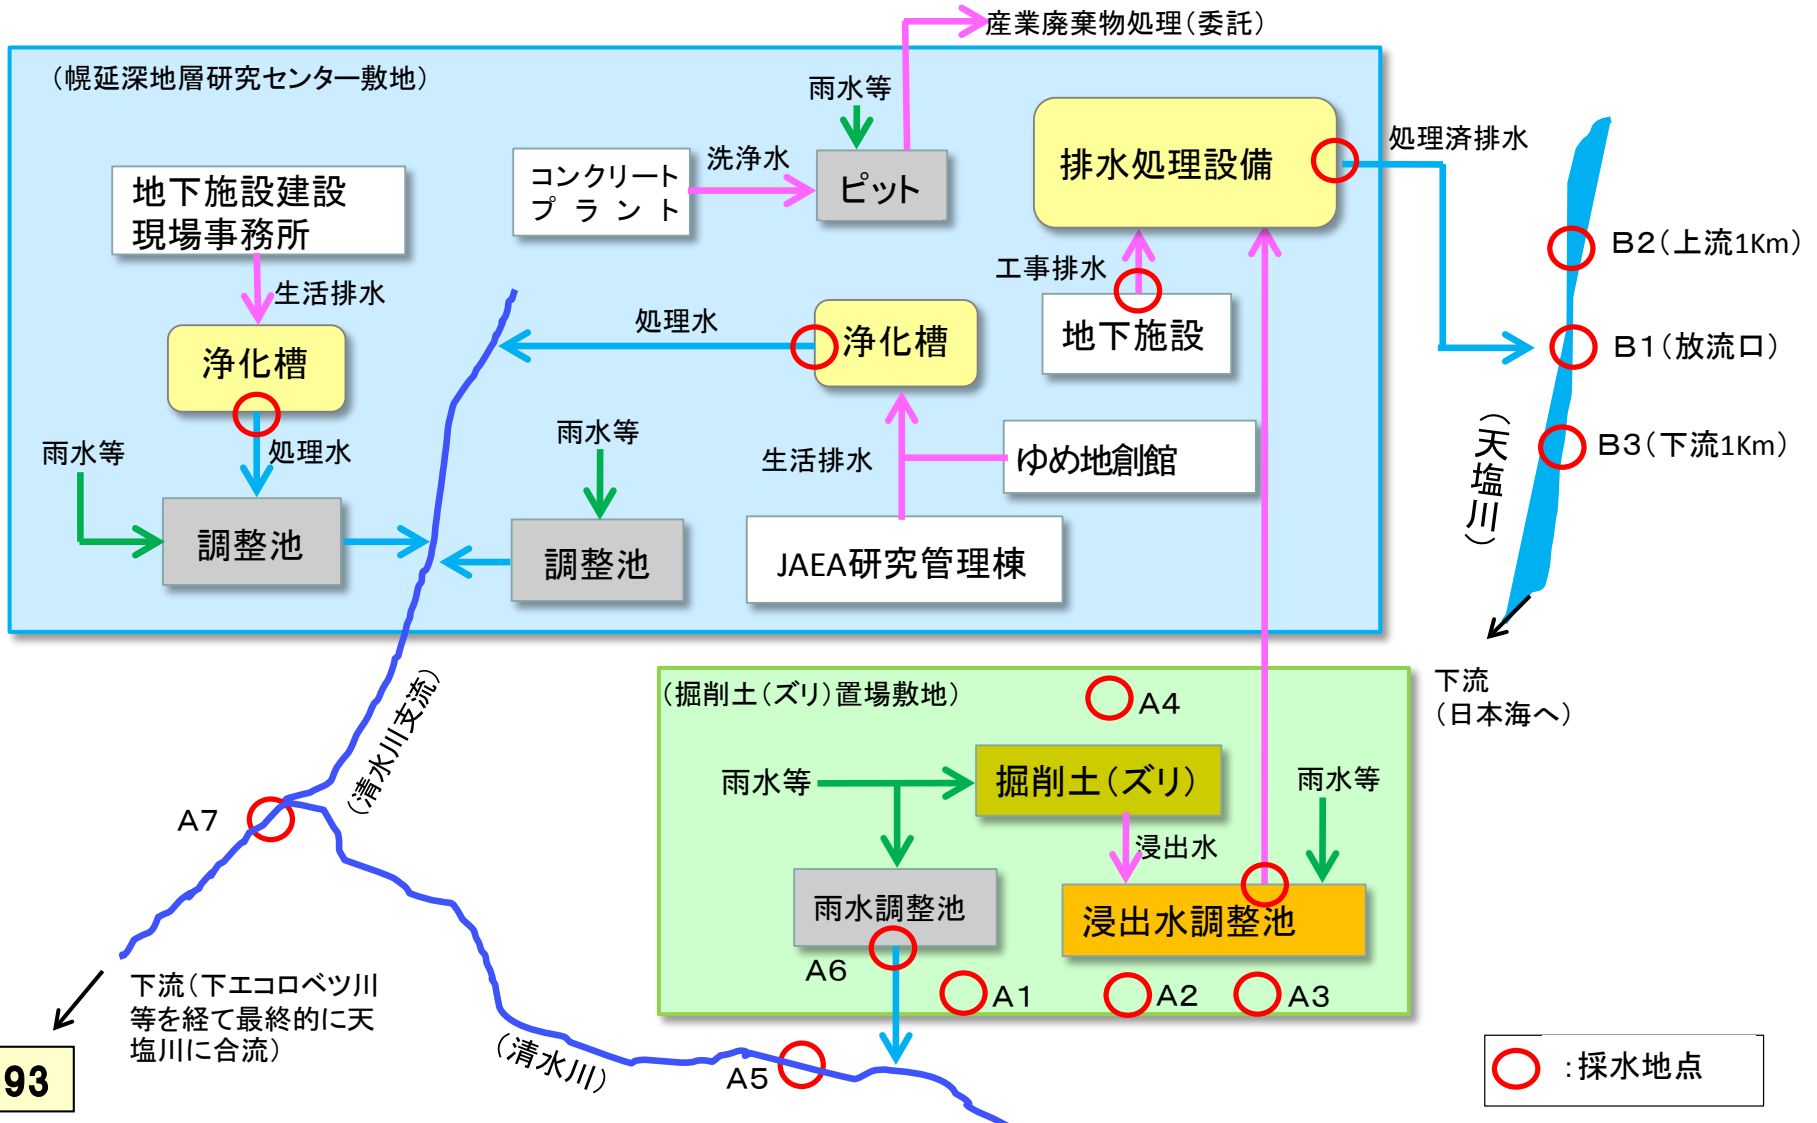 産業廃棄物処理(委託)
(幌延深地層研究センター敷地)
雨水等
処理済排水
コンクリート
プラント
洗浄水
ピット
排水処理設備
地下施設建設
現場事務所
B2(上流1Km)
工事排水
生活排水
処理水
浄化槽
地下施設
B1(放流口)
浄化槽
雨水等
処理水
雨水等
生活排水
ゆめ地創館
B3(下流1Km)
(天塩川)
調整池
調整池
JAEA研究管理棟
下流
(日本海へ)
(清水川支流)
(掘削土(ズリ)置場敷地)
A4
雨水等
掘削土(ズリ)
雨水等
A7
浸出水
雨水調整池
浸出水調整池
A6
A1
A2
A3
下流(下エコロベツ川
等を経て最終的に天
塩川に合流)
(清水川)
A5
93
:採水地点